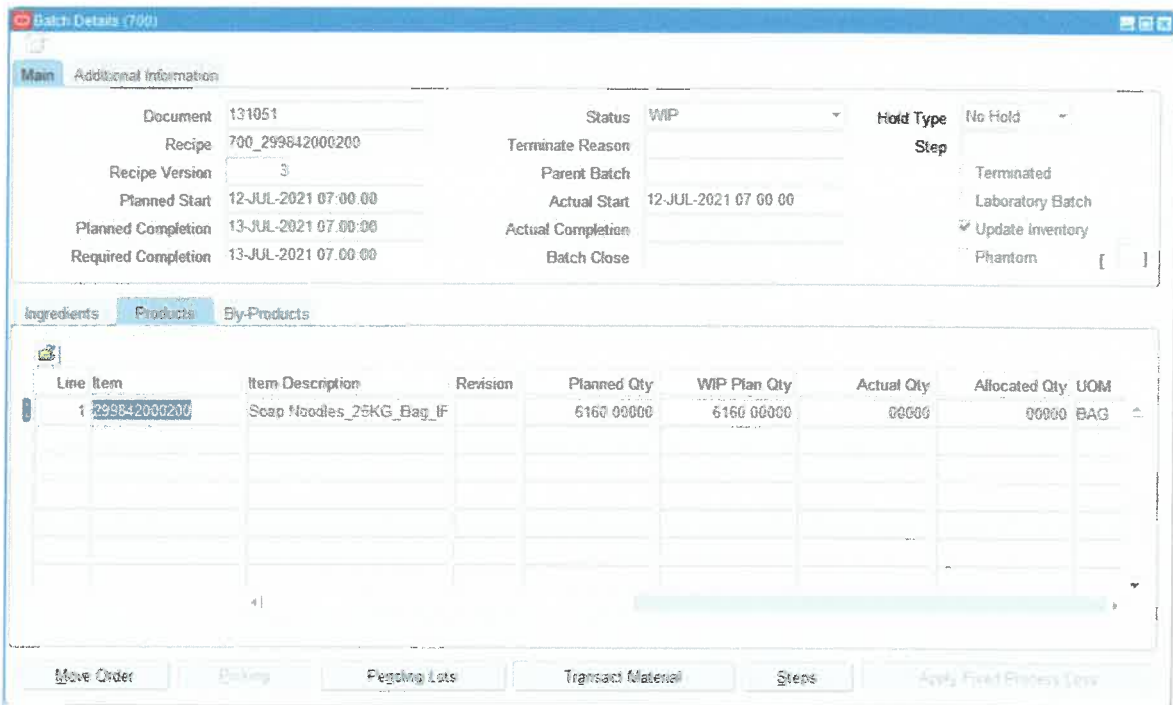 Batch Details (700)
Main Additional Information
Document 131051 Status WIP Hold Type No Hold
Recipe 700_299842000200 Terminate Reason Step
Recipe Version 3 Parent Batch Terminated
Planned Start 12-JUL-2021 07:00:00 Actual Start 12-JUL-2021 07 00 00 Laboratory Batch
Planned Completion 13-JUL-2021 07:00:00 Actual Completion Update Inventory
Required Completion 13-JUL-2021 07:00:00 Batch Close Phantom [ ]
Ingredients Products By-Products
Line Item Item Description Revision Planned Qty WIP Plan Qty Actual Qty Allocated Qty UOM
1 299842000200 Soap Noodles_25KG_Bag_IF 6160 00000 6160 00000 00000 00000 BAG
Move Order Picking Pending Lots Transact Material Steps Apply Fixed Process Loss